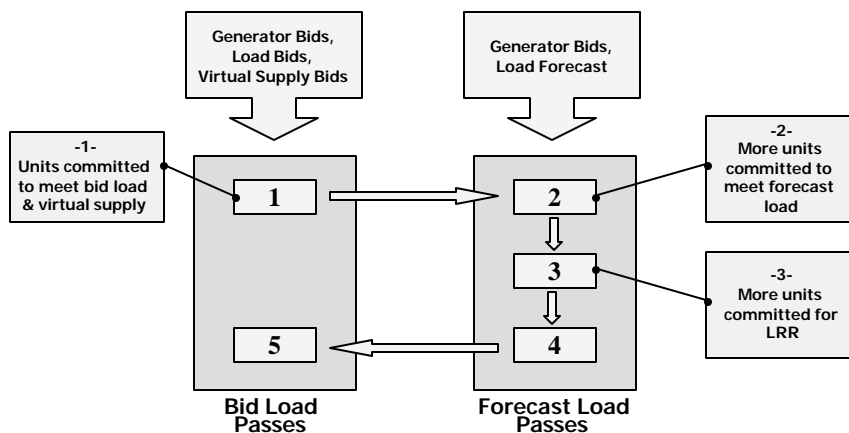 Generator Bids,
Load Bids,
Virtual Supply Bids
Generator Bids,
Load Forecast
-1-
Units committed
to meet bid load
& virtual supply
1
2
3
4
5
-2-
More units
committed to
meet forecast
load
-3-
More units
committed for
LRR
Bid Load
Passes
Forecast Load
Passes